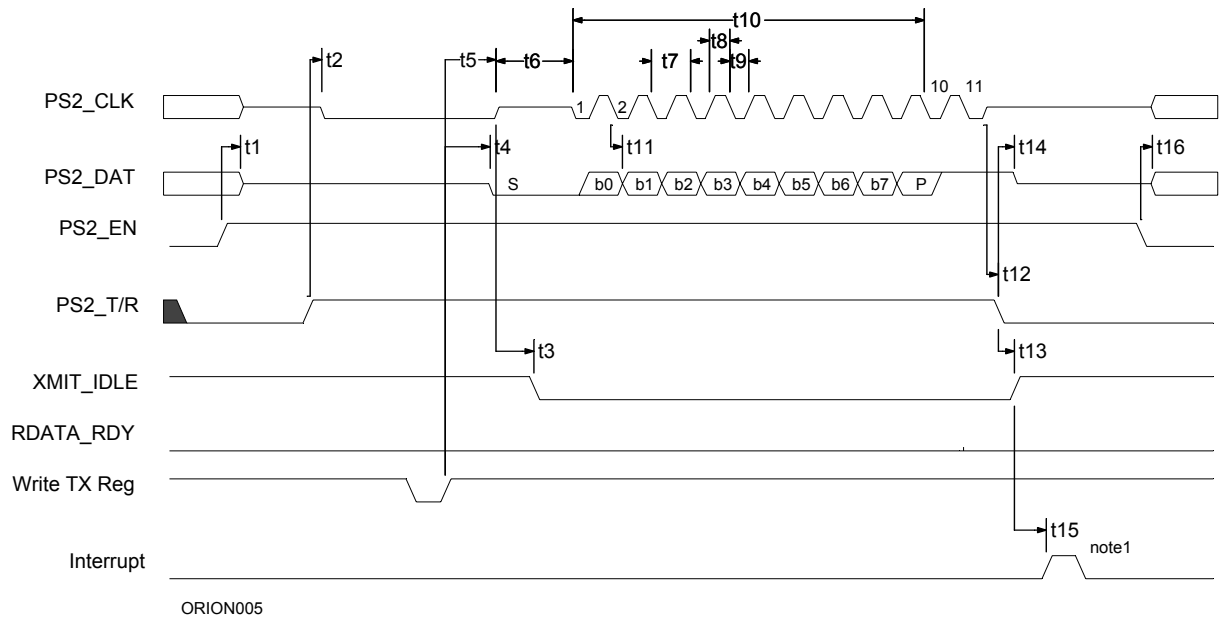 t10
t2
t5
t6
t7
t8
t9
PS2_CLK
1
2
10
11
t1
t4
t11
t14
t16
PS2_DAT
S
b0
b1
b2
b3
b4
b5
b6
b7
P
PS2_EN
t12
PS2_T/R
t3
t13
XMIT_IDLE
RDATA_RDY
Write TX Reg
t15
Interrupt
note1
ORION005